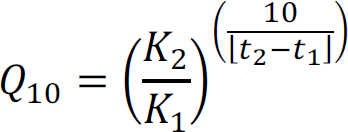 Q₁₀ = (K₂/K₁)^(10/⌊t₂−t₁⌋)